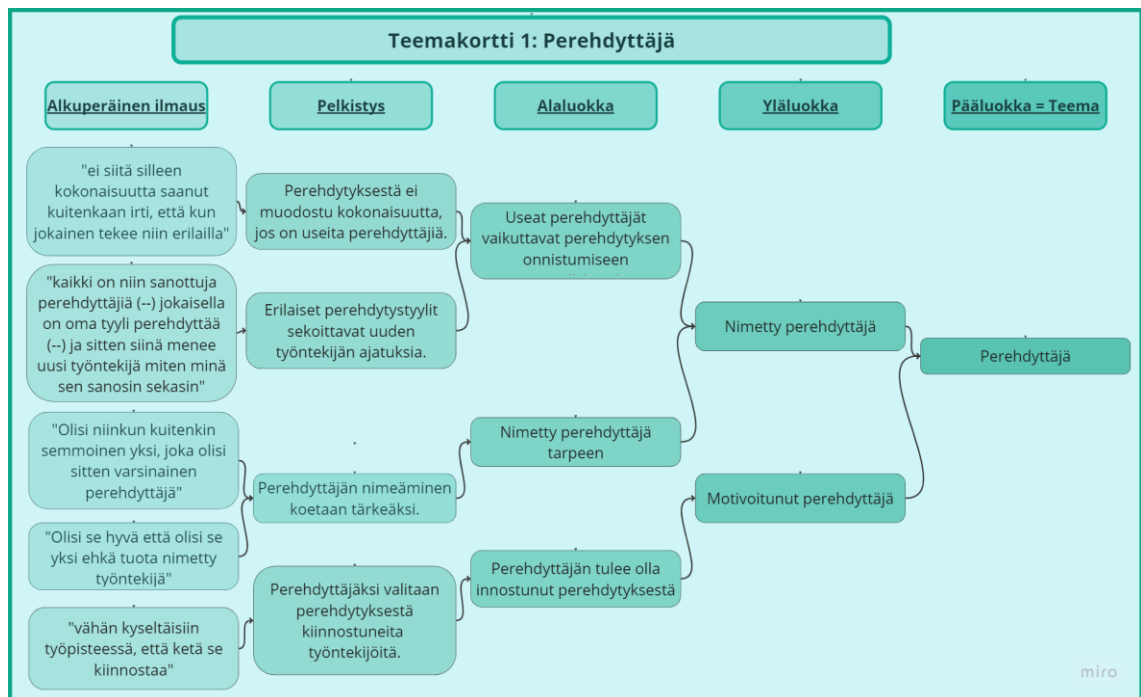 Teemakortti 1: Perehdyttäjä
Alkuperäinen ilmaus
Pelkistys
Alaluokka
Yläluokka
Pääluokka = Teema
"ei siitä silleen
kokonaisuutta saanut
kuitenkaan irti, että kun
jokainen tekee niin erilailla"
"kaikki on niin sanottuja
perehdyttäjiä (--) jokaisella
on oma tyyli perehdyttää
(--) ja sitten siinä menee
uusi työntekijä miten minä
sen sanosin sekasin"
"Olisi niinkun kuitenkin
semmoinen yksi, joka olisi
sitten varsinainen
perehdyttäjä"
"Olisi se hyvä että olisi se
yksi ehkä tuota nimetty
työntekijä"
"vähän kyseltäisiin
työpisteessä, että ketä se
kiinnostaa"
Perehdytyksestä ei
muodostu kokonaisuutta,
jos on useita perehdyttäjiä.
Erilaiset perehdytystyylit
sekoittavat uuden
työntekijän ajatuksia.
Perehdyttäjän nimeäminen
koetaan tärkeäksi.
Perehdyttäjäksi valitaan
perehdytyksestä
kiinnostuneita
työntekijöitä.
Useat perehdyttäjät
vaikuttavat perehdytyksen
onnistumiseen
Nimetty perehdyttäjä
tarpeen
Perehdyttäjän tulee olla
innostunut perehdytyksestä
Nimetty perehdyttäjä
Motivoitunut perehdyttäjä
Perehdyttäjä
miro